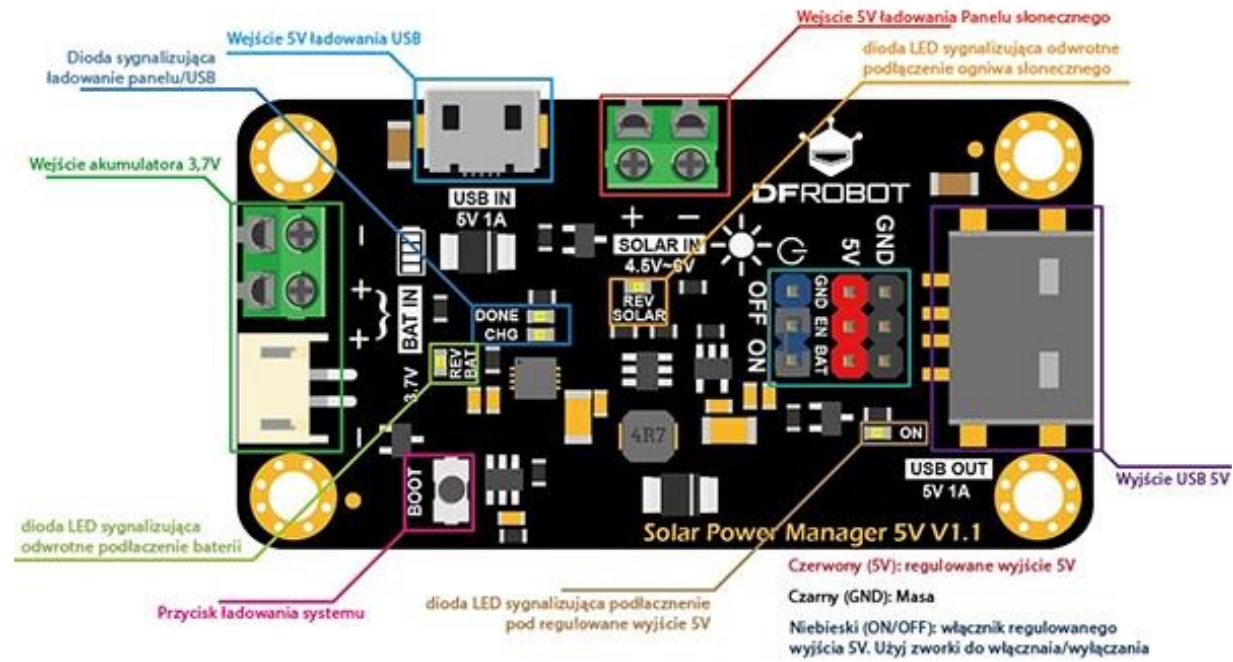 Wejście 5V ładowania USB
Wejscie 5V ładowania Panelu słonecznego
Dioda sygnalizująca
ładowanie panelu/USB
dioda LED sygnalizująca odwrotne
podłączenie ogniwa słonecznego
Wejście akumulatora 3,7V
DFROBOT
USB IN
5V 1A
+ −
SOLAR IN
4.5V~6V
REV
SOLAR
5V
GND
OFF ON
GND EN BAT
− + + −
BAT IN
3.7V
DONE
CHG
REV
BAT
4R7
ON
BOOT
USB OUT
5V 1A
Wyjście USB 5V
Solar Power Manager 5V V1.1
dioda LED sygnalizująca
odwrotne podłaczenie baterii
Przycisk ładowania systemu
dioda LED sygnalizująca podłacznenie
pod regulowane wyjście 5V
Czerwony (5V): regulowane wyjście 5V
Czarny (GND): Masa
Niebieski (ON/OFF): włącznik regulowanego
wyjścia 5V. Użyj zworki do włącznaia/wyłączania